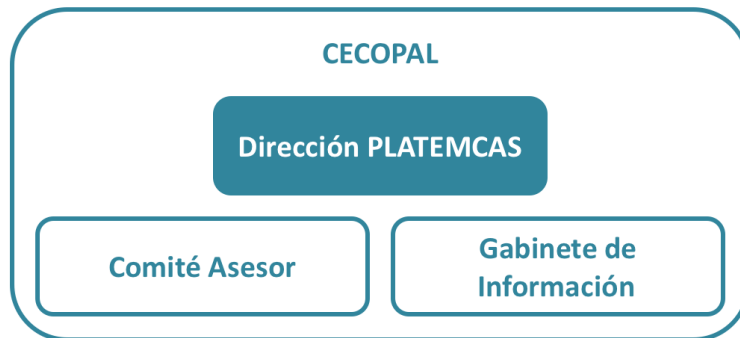 CECOPAL
Dirección PLATEMCAS
Comité Asesor
Gabinete de
Información